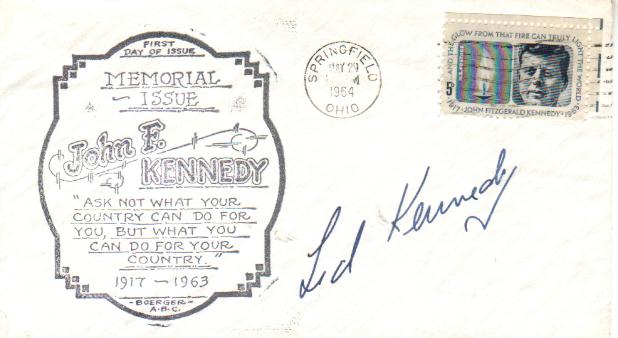 FIRST
DAY OF ISSUE
MEMORIAL
~ ISSUE
John F.
KENNEDY
"ASK NOT WHAT YOUR
COUNTRY CAN DO FOR
YOU, BUT WHAT YOU
CAN DO FOR YOUR
COUNTRY."
1917 ~ 1963
-BOERGER-
A.B.C.
SPRINGFIELD
MAY 29
1964
OHIO
AND THE GLOW FROM THAT FIRE CAN TRULY LIGHT THE WORLD
5¢
1917·JOHN FITZGERALD KENNEDY·1963
Ted Kennedy